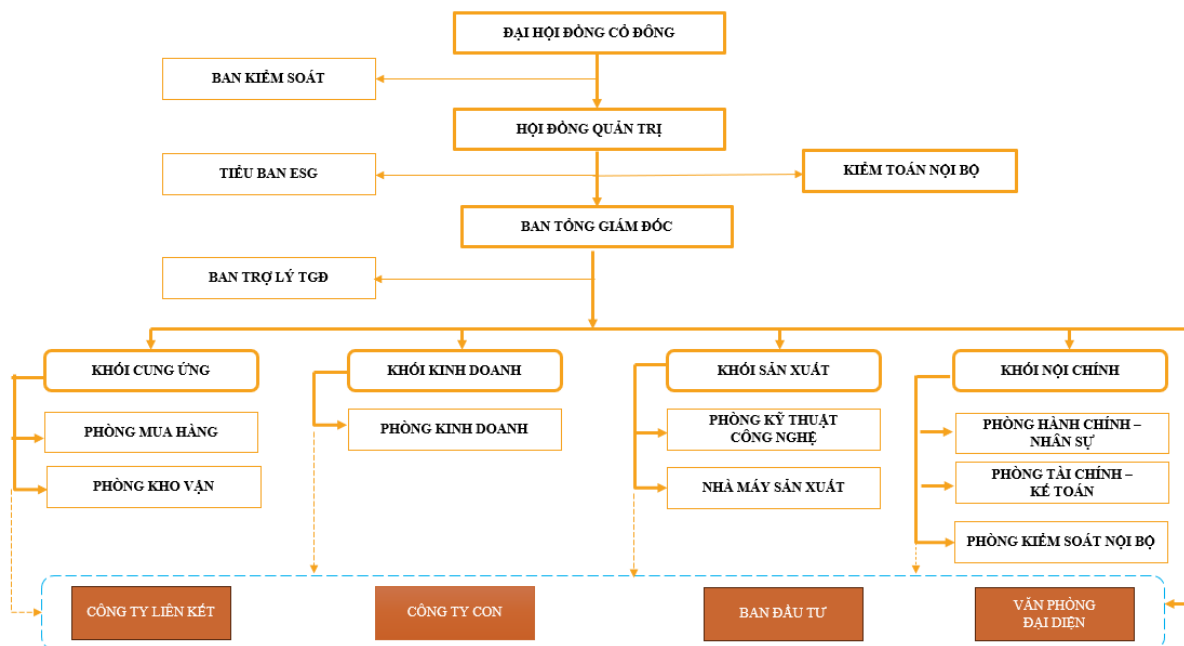 ĐẠI HỘI ĐỒNG CỔ ĐÔNG
BAN KIỂM SOÁT
HỘI ĐỒNG QUẢN TRỊ
TIỂU BAN ESG
KIỂM TOÁN NỘI BỘ
BAN TỔNG GIÁM ĐỐC
BAN TRỢ LÝ TGĐ
KHỐI CUNG ỨNG
KHỐI KINH DOANH
KHỐI SẢN XUẤT
KHỐI NỘI CHÍNH
PHÒNG MUA HÀNG
PHÒNG KINH DOANH
PHÒNG KỸ THUẬT
CÔNG NGHỆ
PHÒNG HÀNH CHÍNH –
NHÂN SỰ
PHÒNG KHO VẬN
NHÀ MÁY SẢN XUẤT
PHÒNG TÀI CHÍNH –
KẾ TOÁN
PHÒNG KIỂM SOÁT NỘI BỘ
CÔNG TY LIÊN KẾT
CÔNG TY CON
BAN ĐẦU TƯ
VĂN PHÒNG
ĐẠI DIỆN